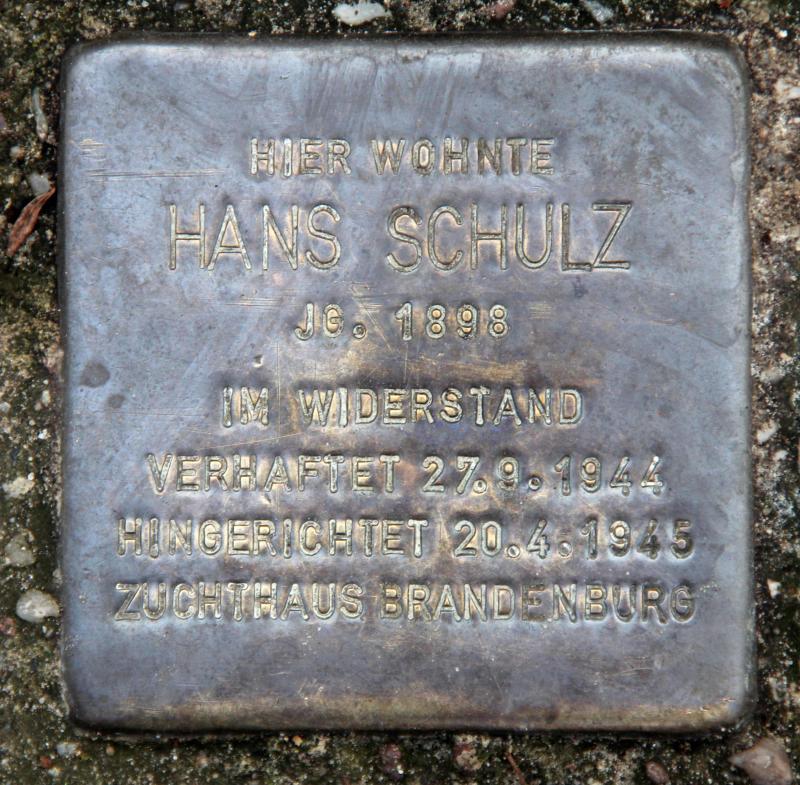 HIER WOHNTE
HANS SCHULZ
JG. 1898
IM WIDERSTAND
VERHAFTET 27.9.1944
HINGERICHTET 20.4.1945
ZUCHTHAUS BRANDENBURG